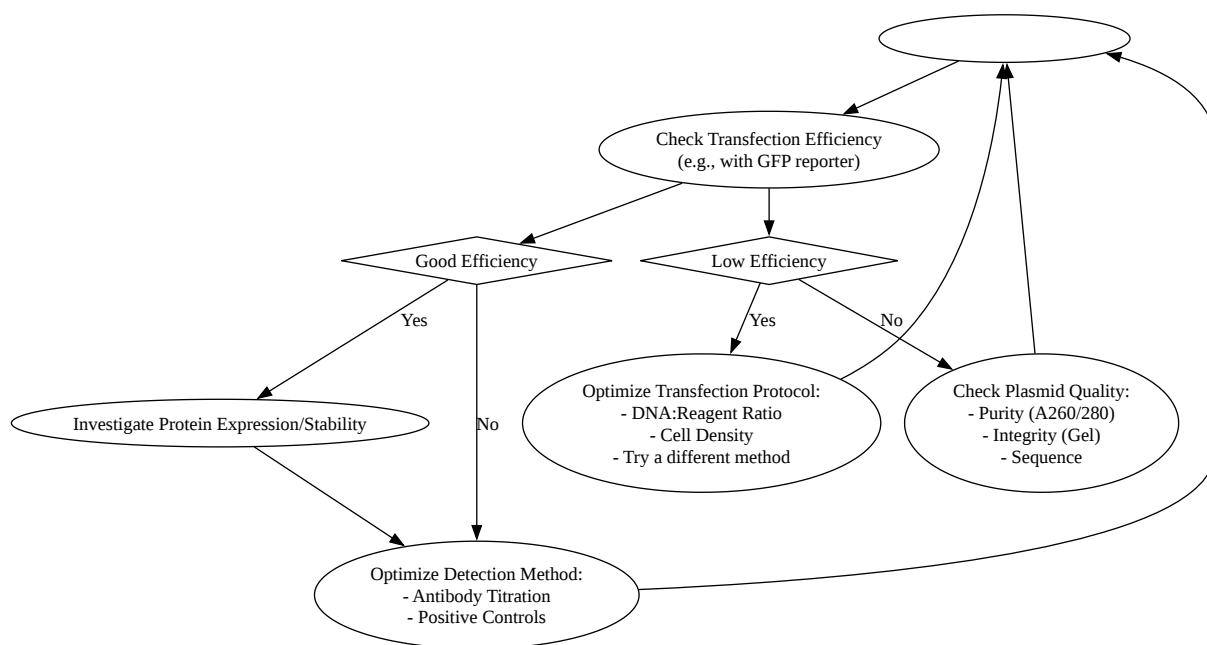 Check Transfection Efficiency
(e.g., with GFP reporter)
Good Efficiency
Low Efficiency
Yes
Yes
No
Investigate Protein Expression/Stability
No
Optimize Transfection Protocol:
- DNA:Reagent Ratio
- Cell Density
- Try a different method
Check Plasmid Quality:
- Purity (A260/280)
- Integrity (Gel)
- Sequence
Optimize Detection Method:
- Antibody Titration
- Positive Controls